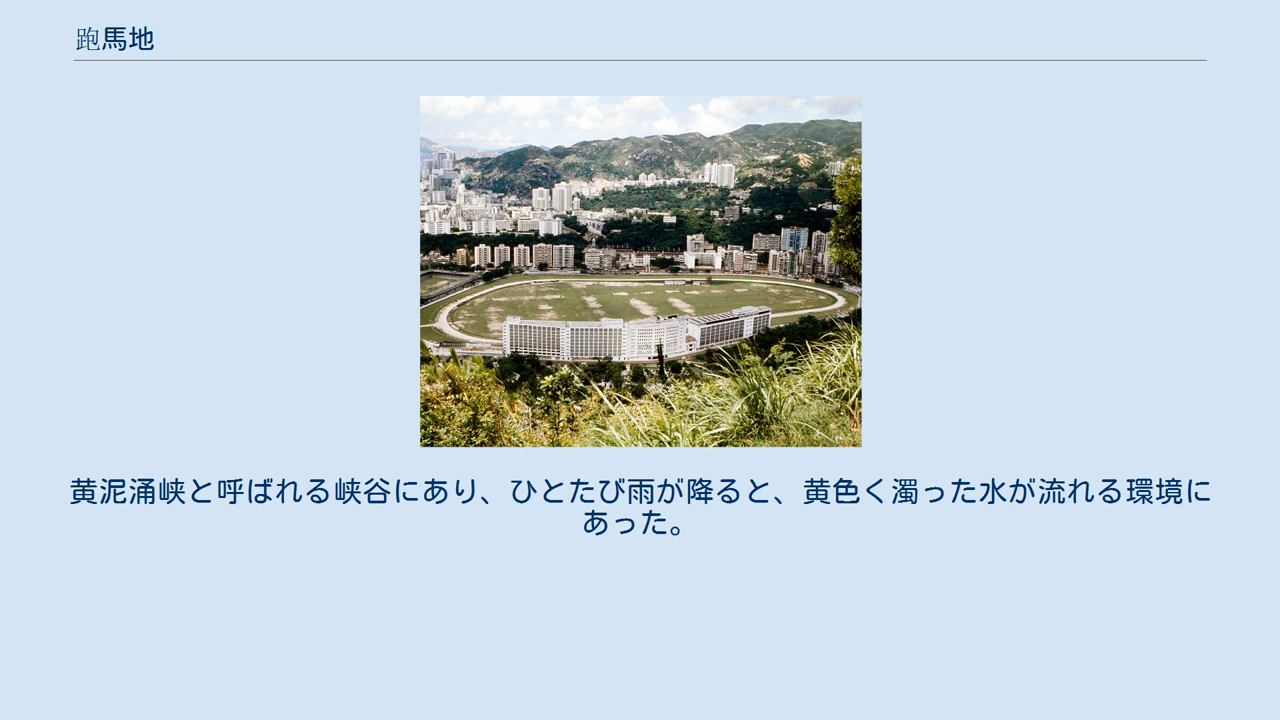 跑馬地
黄泥涌峡と呼ばれる峡谷にあり、ひとたび雨が降ると、黄色く濁った水が流れる環境に
あった。